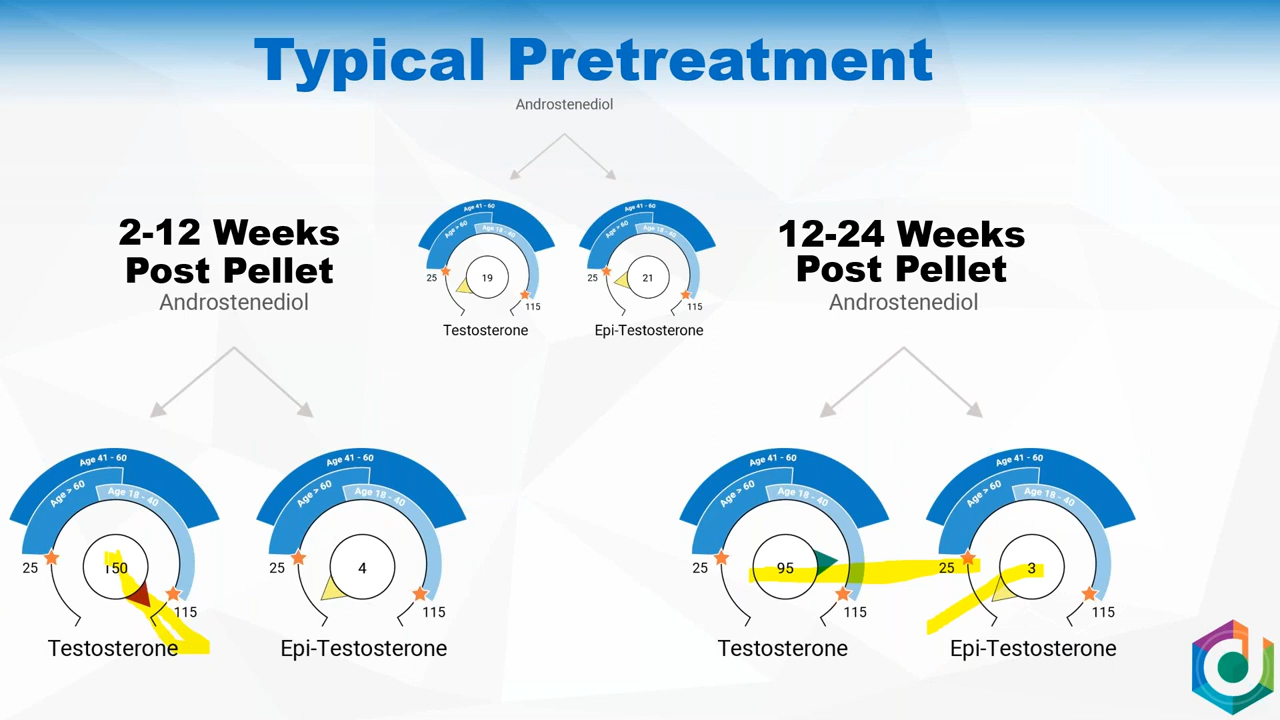 Typical Pretreatment
Androstenediol
Age 41 - 60
Age > 60
Age 18 - 40
25
19
115
Testosterone
Age 41 - 60
Age > 60
Age 18 - 40
25
21
115
Epi-Testosterone
2-12 Weeks
Post Pellet
Androstenediol
Age 41 - 60
Age > 60
Age 18 - 40
25
150
115
Testosterone
Age 41 - 60
Age > 60
Age 18 - 40
25
4
115
Epi-Testosterone
12-24 Weeks
Post Pellet
Androstenediol
Age 41 - 60
Age > 60
Age 18 - 40
25
95
115
Testosterone
Age 41 - 60
Age > 60
Age 18 - 40
25
3
115
Epi-Testosterone